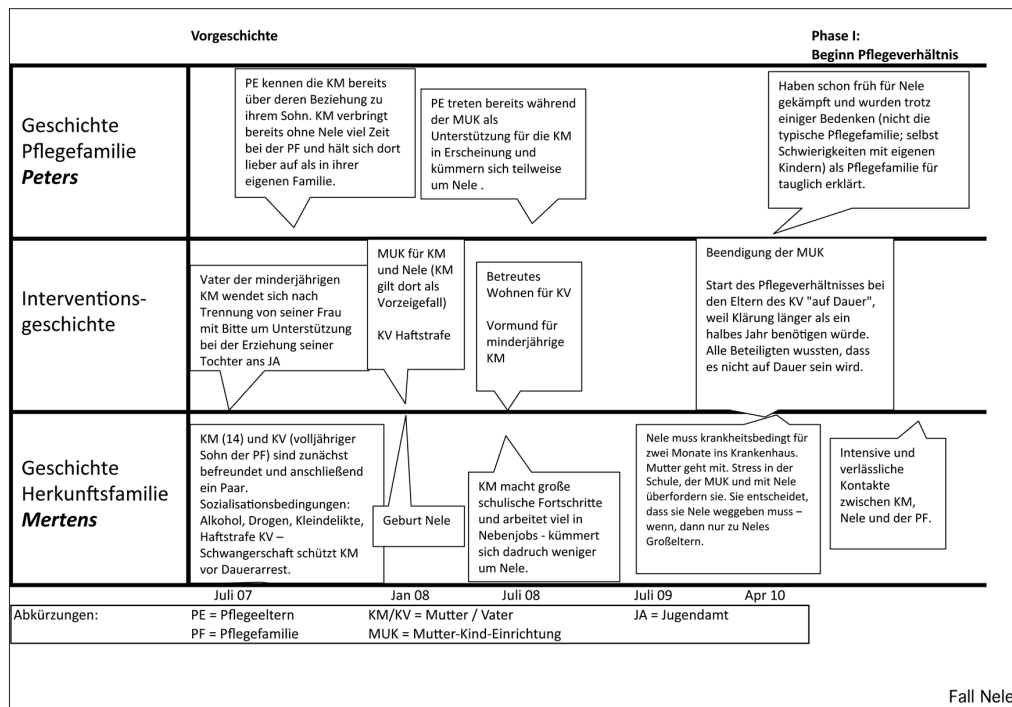 Vorgeschichte
Phase I:
Beginn Pflegeverhältnis
Geschichte
Pflegefamilie
Peters
PE kennen die KM bereits
über deren Beziehung zu
ihrem Sohn. KM verbringt
bereits ohne Nele viel Zeit
bei der PF und hält sich dort
lieber auf als in ihrer
eigenen Familie.
PE treten bereits während
der MUK als
Unterstützung für die KM
in Erscheinung und
kümmern sich teilweise
um Nele .
Haben schon früh für Nele
gekämpft und wurden trotz
einiger Bedenken (nicht die
typische Pflegefamilie; selbst
Schwierigkeiten mit eigenen
Kindern) als Pflegefamilie für
tauglich erklärt.
Interventions-
geschichte
Vater der minderjährigen
KM wendet sich nach
Trennung von seiner Frau
mit Bitte um Unterstützung
bei der Erziehung seiner
Tochter ans JA
MUK für KM
und Nele (KM
gilt dort als
Vorzeigefall)
KV Haftstrafe
Betreutes
Wohnen für KV
Vormund für
minderjährige
KM
Beendigung der MUK
Start des Pflegeverhältnisses bei
den Eltern des KV "auf Dauer",
weil Klärung länger als ein
halbes Jahr benötigen würde.
Alle Beteiligten wussten, dass
es nicht auf Dauer sein wird.
Geschichte
Herkunftsfamilie
Mertens
KM (14) und KV (volljähriger
Sohn der PF) sind zunächst
befreundet und anschließend
ein Paar.
Sozialisationsbedingungen:
Alkohol, Drogen, Kleindelikte,
Haftstrafe KV –
Schwangerschaft schützt KM
vor Dauerarrest.
Geburt Nele
KM macht große
schulische Fortschritte
und arbeitet viel in
Nebenjobs - kümmert
sich dadruch weniger
um Nele.
Nele muss krankheitsbedingt für
zwei Monate ins Krankenhaus.
Mutter geht mit. Stress in der
Schule, der MUK und mit Nele
überfordern sie. Sie entscheidet,
dass sie Nele weggeben muss –
wenn, dann nur zu Neles
Großeltern.
Intensive und
verlässliche
Kontakte
zwischen KM,
Nele und der PF.
Juli 07 Jan 08 Juli 08 Juli 09 Apr 10
Abkürzungen: PE = Pflegeeltern KM/KV = Mutter / Vater JA = Jugendamt
PF = Pflegefamilie MUK = Mutter-Kind-Einrichtung
Fall Nele